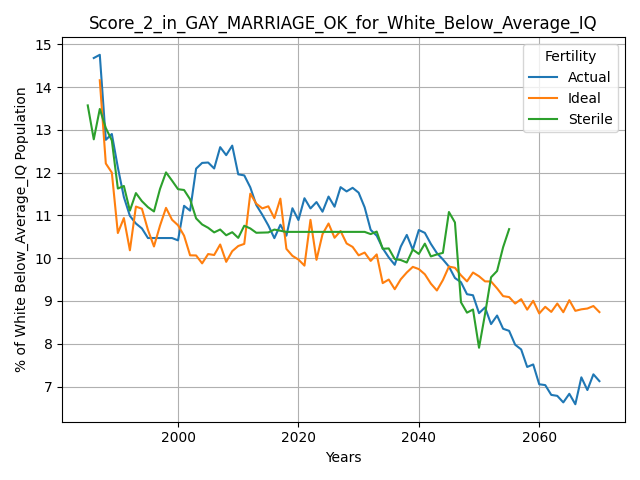 Score_2_in_GAY_MARRIAGE_OK_for_White_Below_Average_IQ
% of White Below_Average_IQ Population
15
14
13
12
11
10
9
8
7
Fertility
Actual
Ideal
Sterile
2000 2020 2040 2060
Years